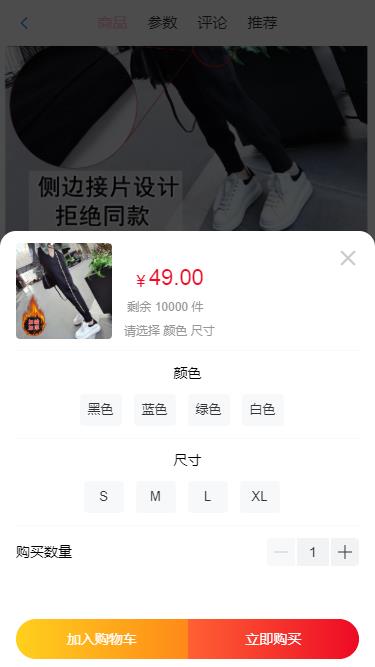 商品 参数 评论 推荐
侧边接片设计
拒绝同款
¥49.00
剩余 10000 件
请选择 颜色 尺寸
颜色
黑色 蓝色 绿色 白色
尺寸
S M L XL
购买数量 1
加入购物车 立即购买